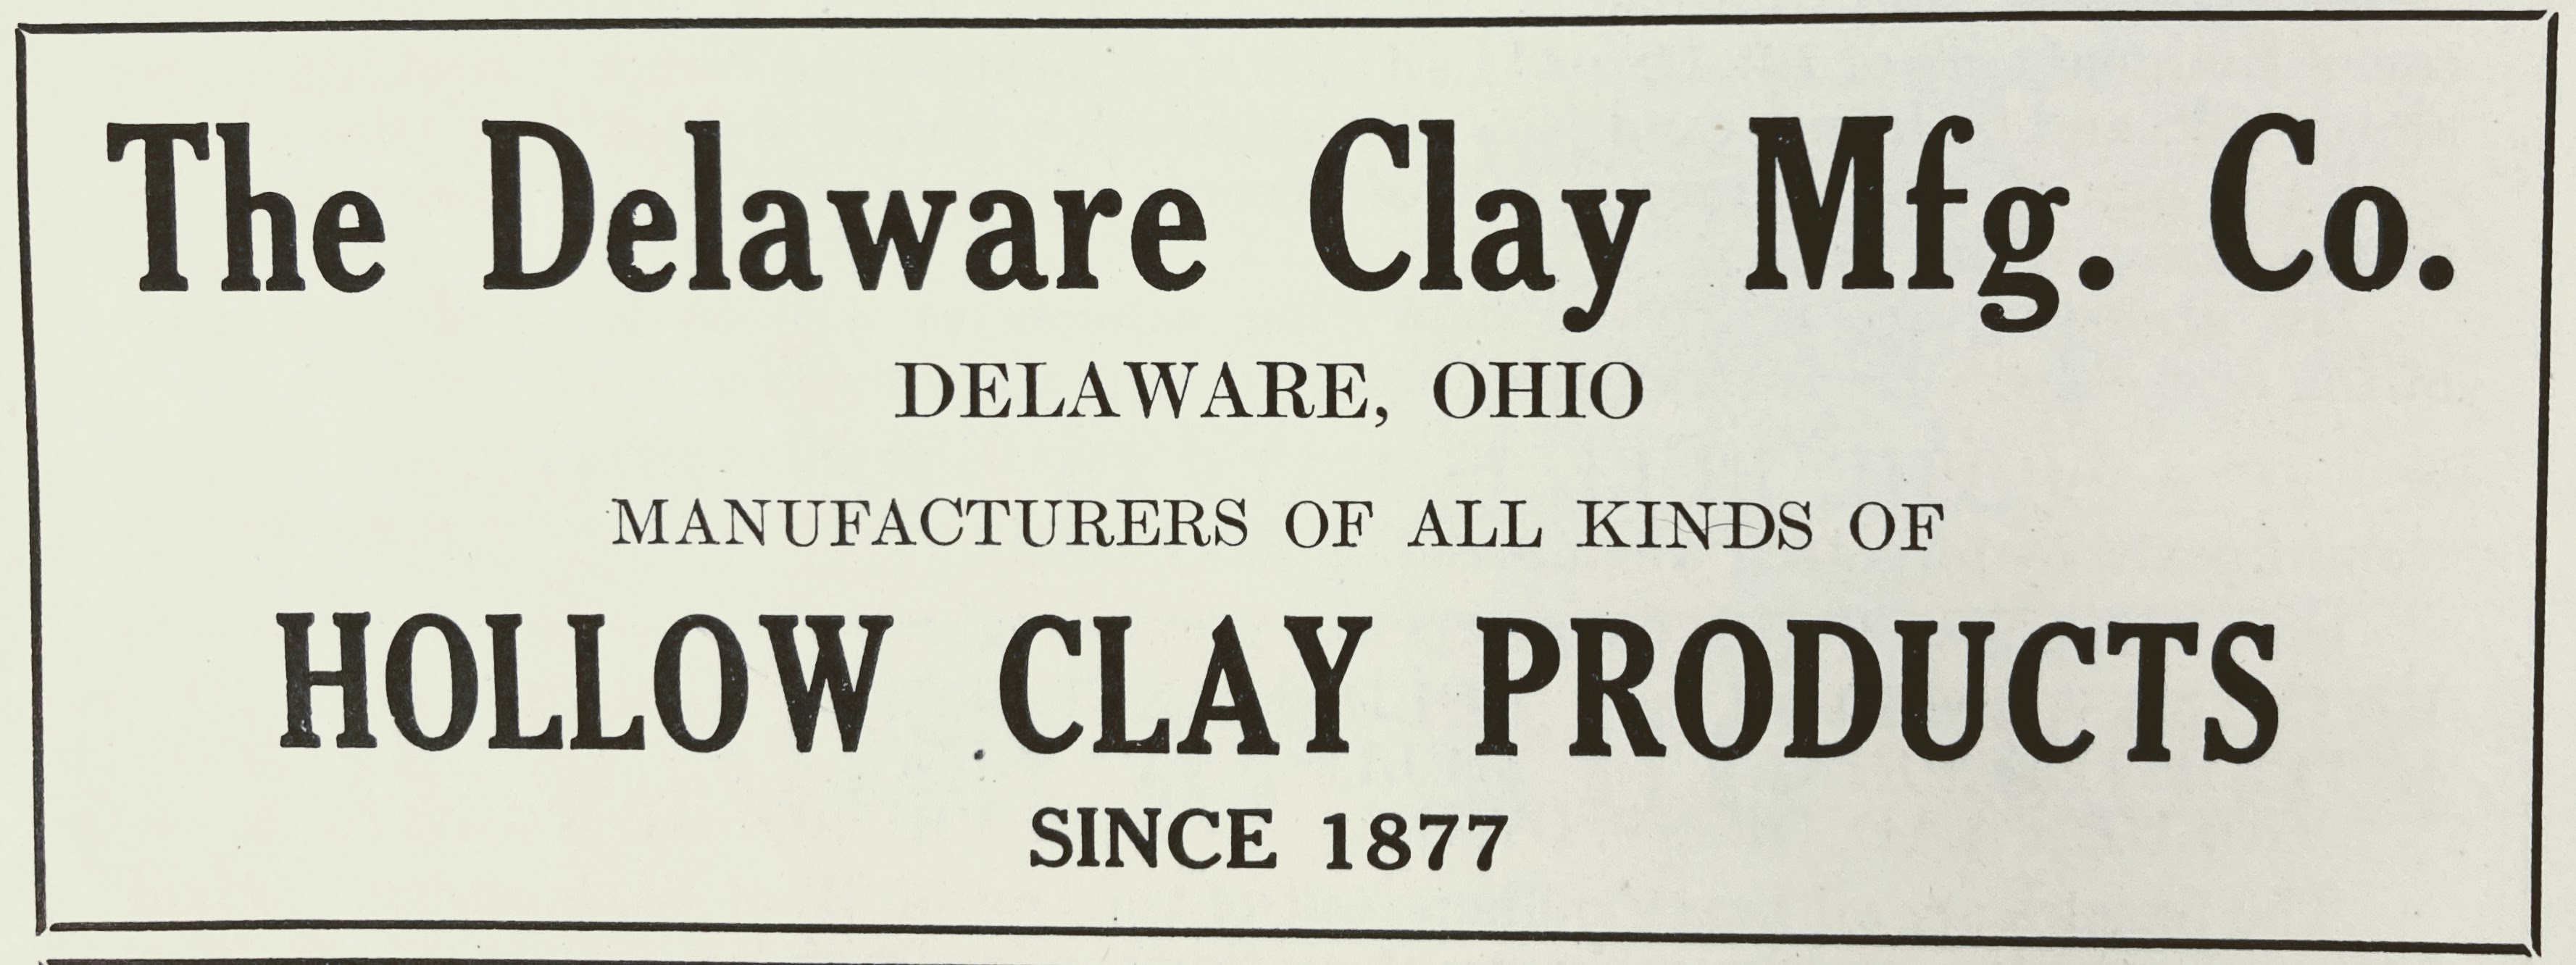 The Delaware Clay Mfg. Co.
DELAWARE, OHIO
MANUFACTURERS OF ALL KINDS OF
HOLLOW CLAY PRODUCTS
SINCE 1877